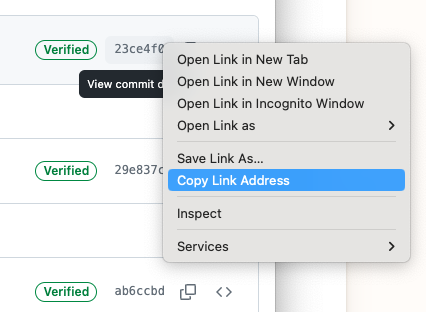 Verified 23ce4f0
View commit d
Open Link in New Tab
Open Link in New Window
Open Link in Incognito Window
Open Link as
Verified 29e837c
Save Link As...
Copy Link Address
Inspect
Services
Verified ab6ccbd